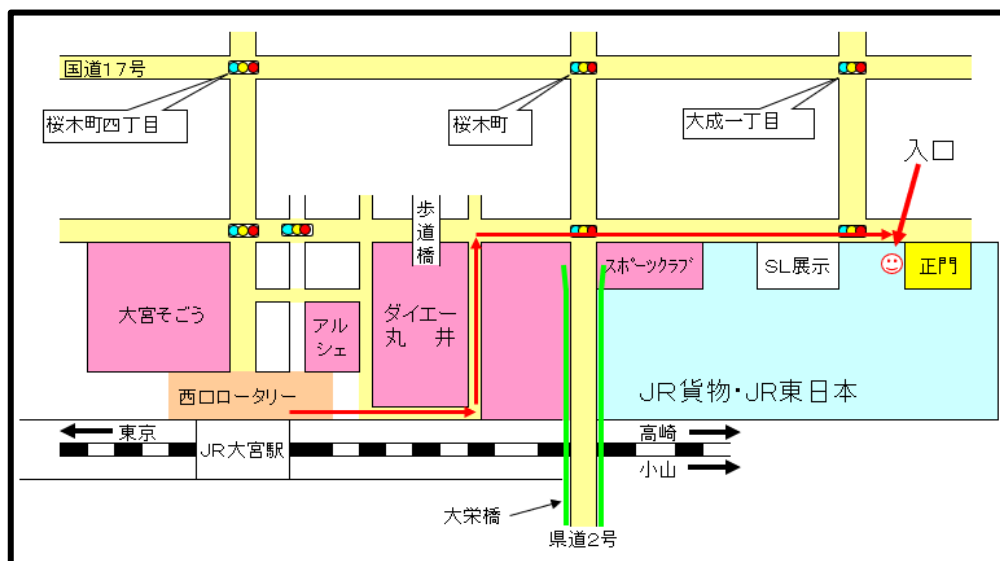 国道17号
桜木町四丁目
桜木町
大成一丁目
入口
歩道橋
大宮そごう
アル
シェ
ダイエー
丸　井
ｽﾎﾟｰﾂｸﾗﾌﾞ
SL展示
正門
西口ロータリー
JR貨物・JR東日本
東京
JR大宮駅
高崎
小山
大栄橋
県道2号